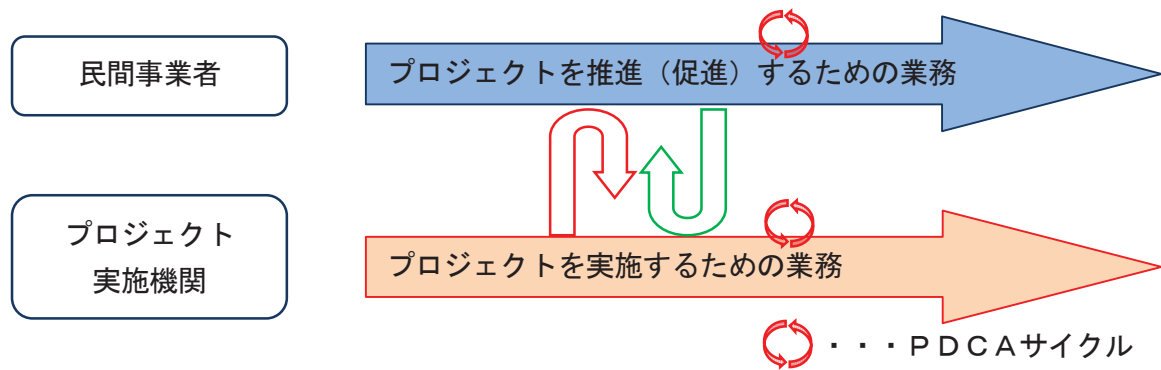 民間事業者
プロジェクトを推進（促進）するための業務
プロジェクト
実施機関
プロジェクトを実施するための業務
・・・ＰＤＣＡサイクル